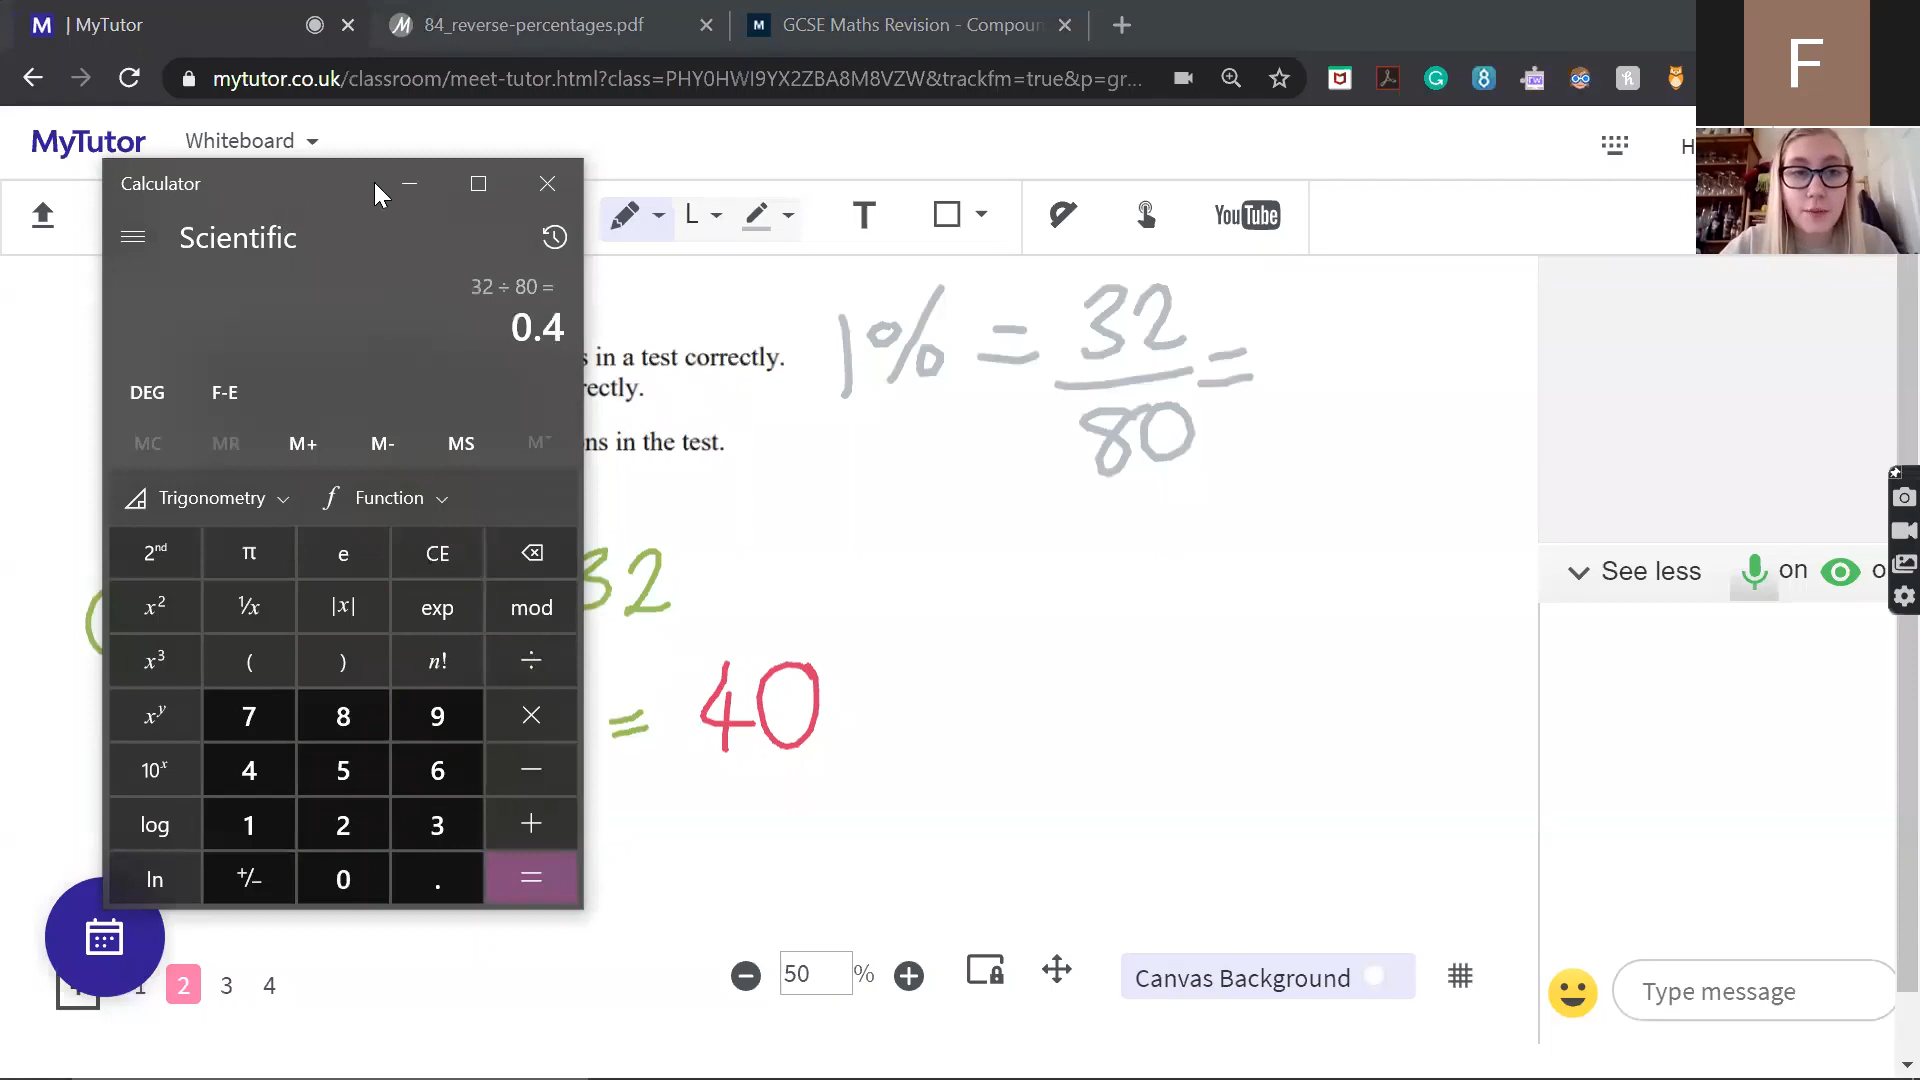 | MyTutor
84_reverse-percentages.pdf
GCSE Maths Revision - Compoun
mytutor.co.uk/classroom/meet-tutor.html?class=PHY0HWI9YX2ZBA8M8VZW&trackfm=true&p=gr...
F
MyTutor
Whiteboard
H
L
T
YouTube
Calculator
Scientific
32 ÷ 80 =
0.4
DEG F-E
MC MR M+ M- MS M˅
Trigonometry f Function
2nd π e CE
x² ¹/x |x| exp mod
x³ ( ) n! ÷
xʸ 7 8 9 ×
10ˣ 4 5 6 −
log 1 2 3 +
ln +/− 0 . =
s in a test correctly.
rectly.
ns in the test.
1% = 32/80 =
32
= 40
See less
on
o
1 2 3 4
50 %
Canvas Background
Type message